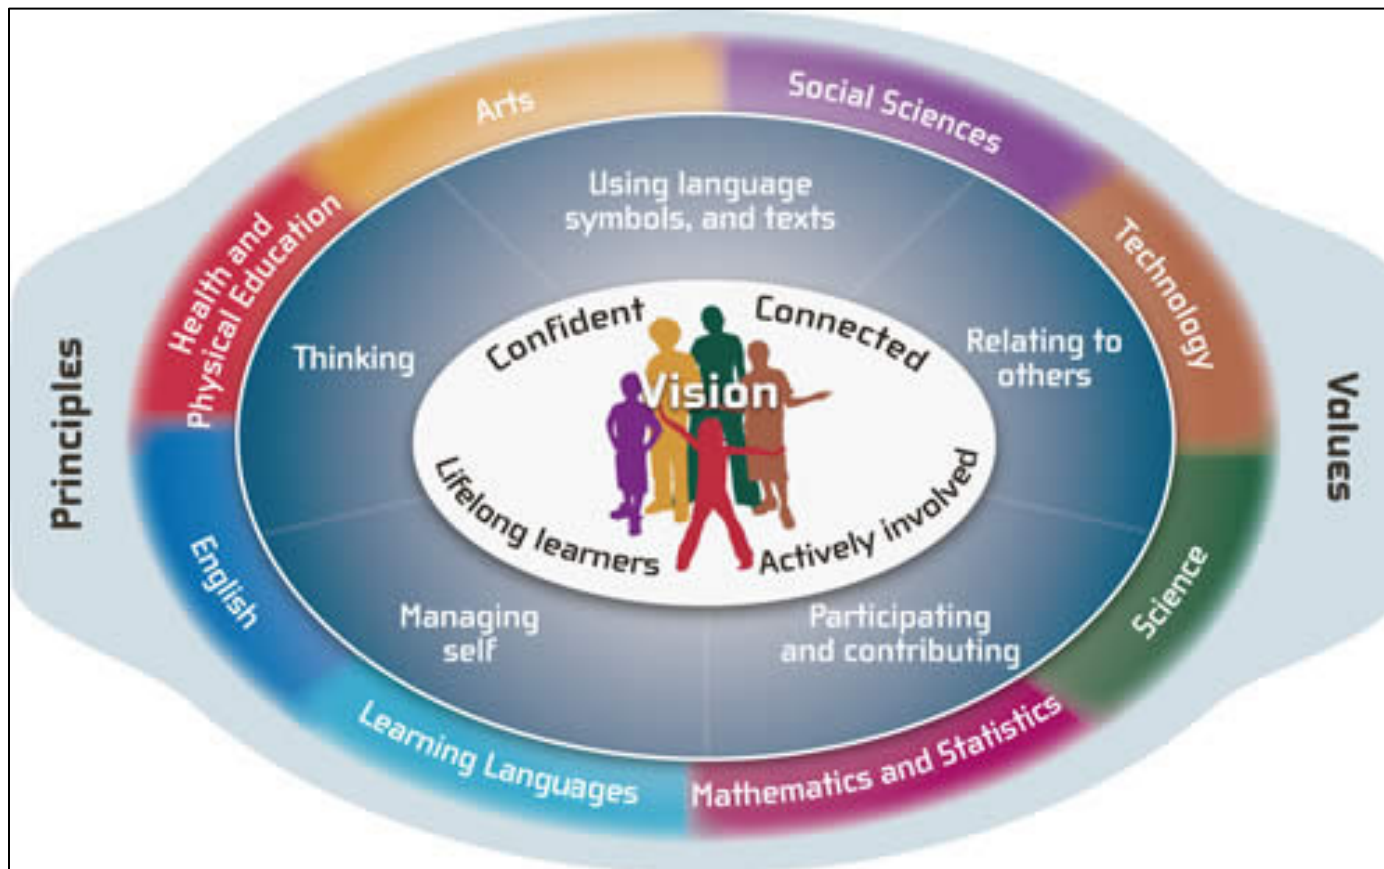 Arts
Social Sciences
Health and
Physical Education
Using language
symbols, and texts
Technology
Thinking
Confident
Connected
Relating to
others
Vision
Principles
Values
Lifelong learners
Actively involved
English
Science
Managing
self
Participating
and contributing
Learning Languages
Mathematics and Statistics